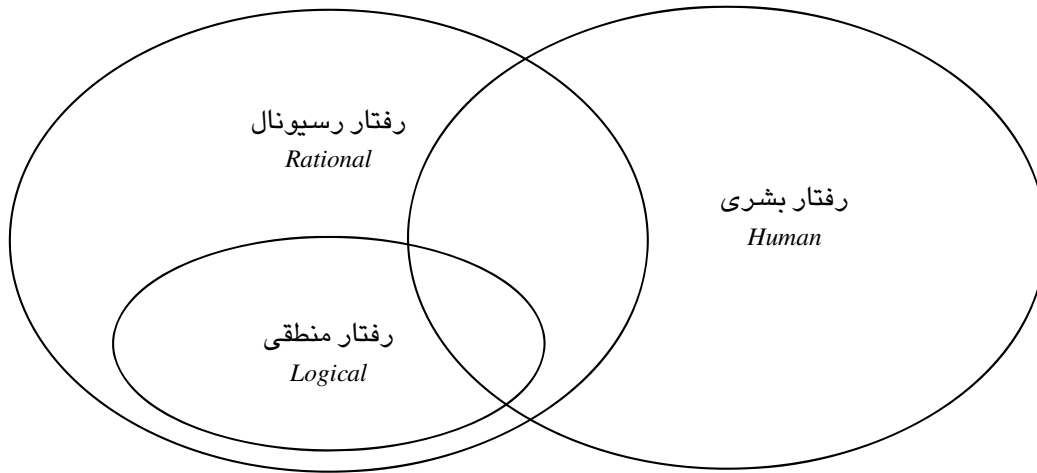 رفتار رسیونال
Rational
رفتار بشری
Human
رفتار منطقی
Logical